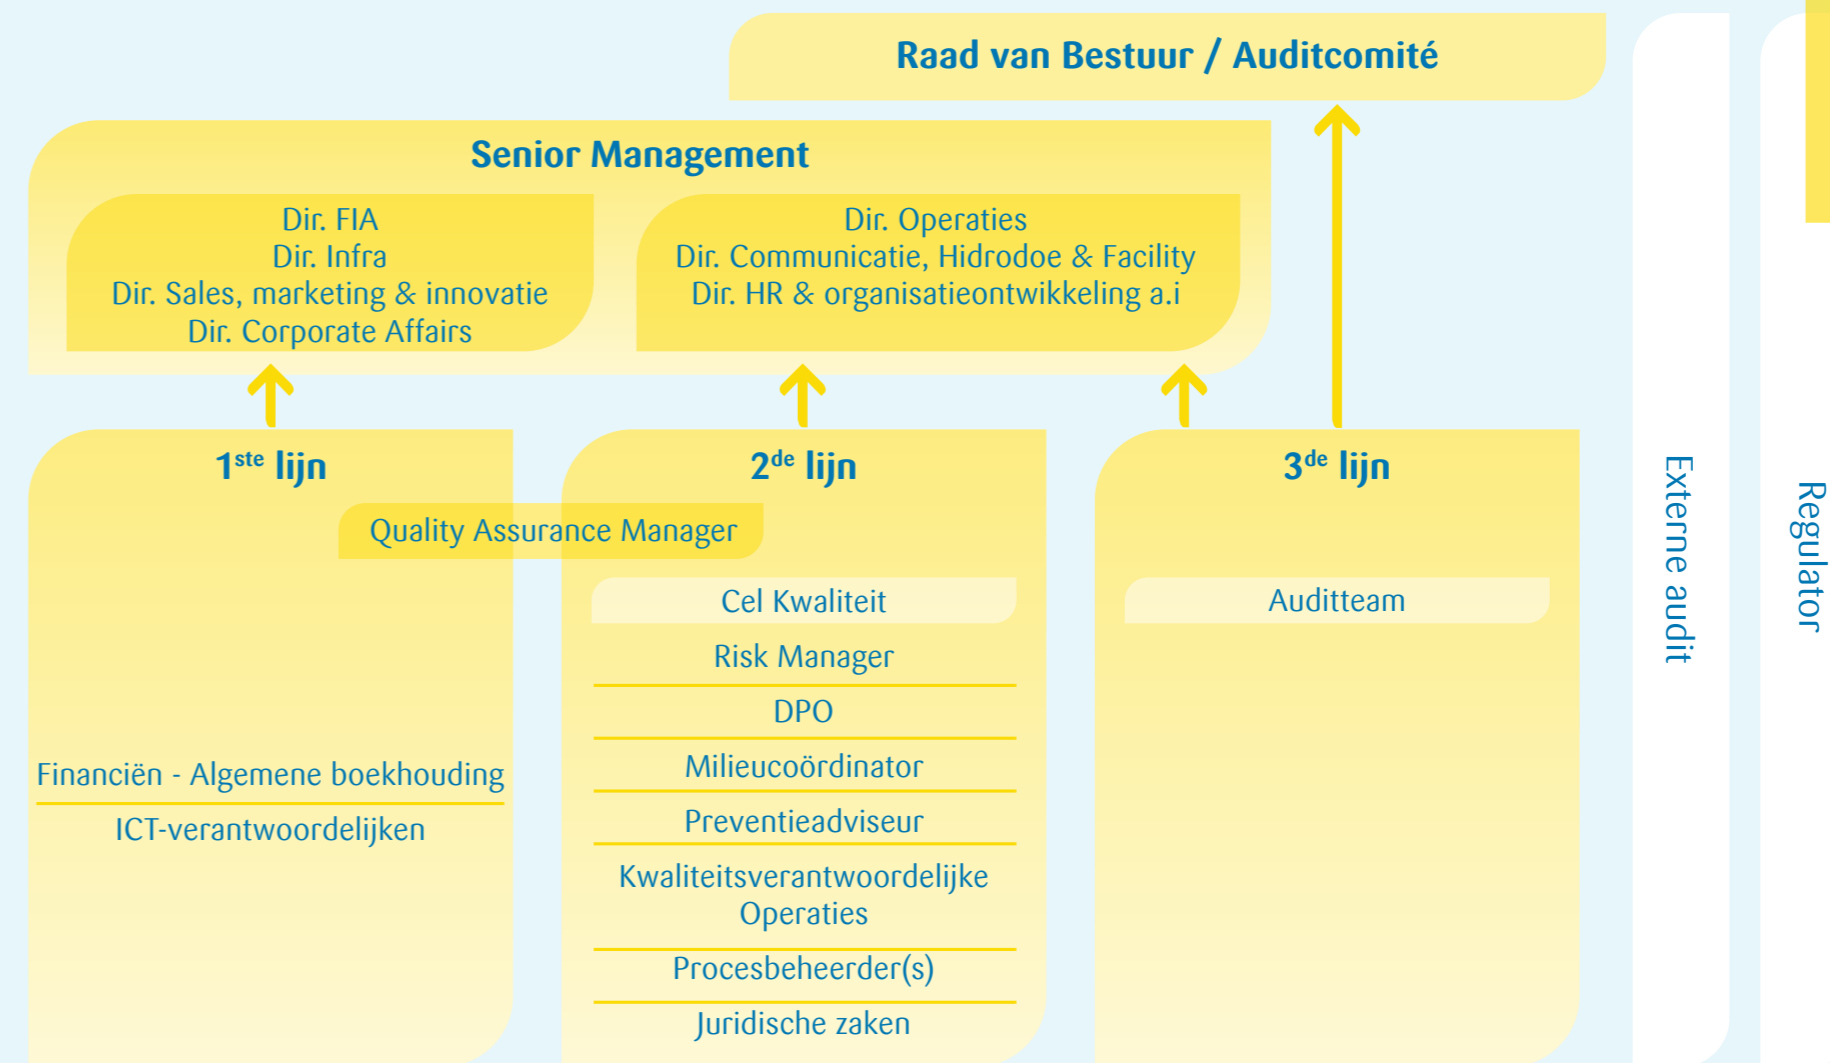 Raad van Bestuur / Auditcomité
Senior Management
Dir. FIA
Dir. Infra
Dir. Sales, marketing & innovatie
Dir. Corporate Affairs
Dir. Operaties
Dir. Communicatie, Hidrodoe & Facility
Dir. HR & organisatieontwikkeling a.i
1ste lijn
Quality Assurance Manager
Financiën - Algemene boekhouding
ICT-verantwoordelijken
2de lijn
Cel Kwaliteit
Risk Manager
DPO
Milieucoördinator
Preventieadviseur
Kwaliteitsverantwoordelijke
Operaties
Procesbeheerder(s)
Juridische zaken
3de lijn
Auditteam
Externe audit
Regulator